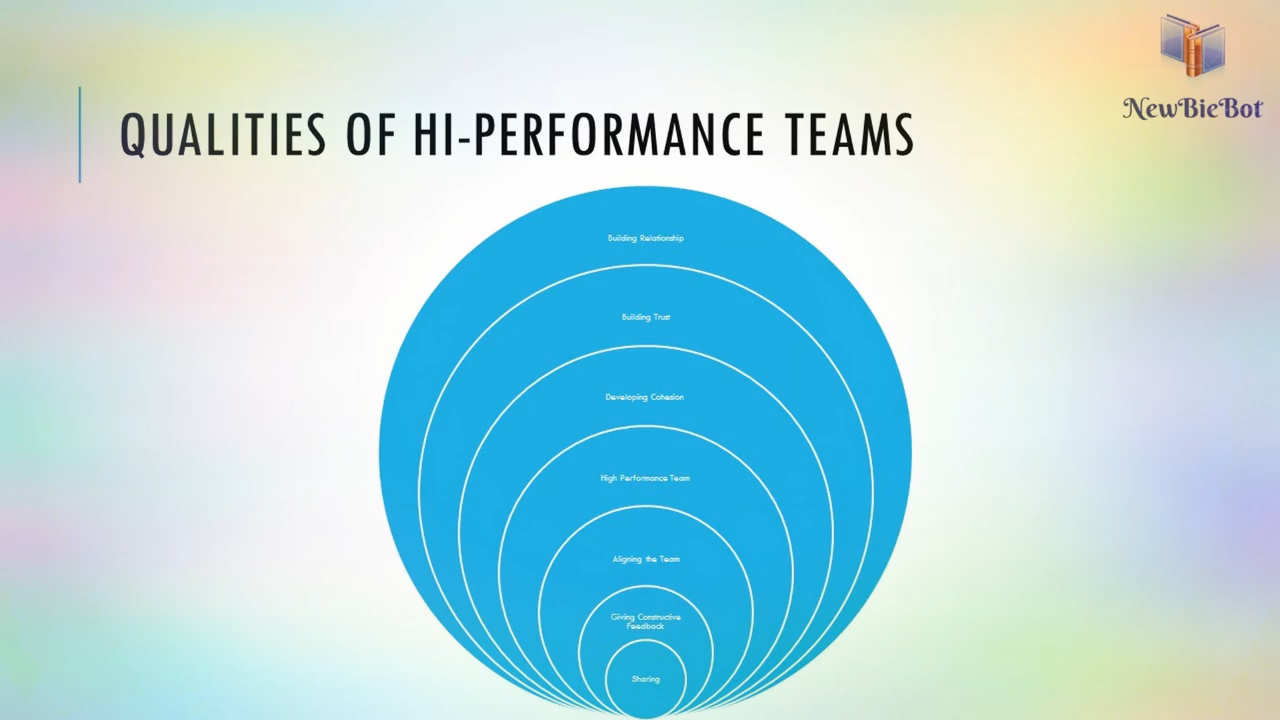 NewBieBot
QUALITIES OF HI-PERFORMANCE TEAMS
Building Relationship
Building Trust
Developing Cohesion
High Performance Team
Aligning the Team
Giving Constructive
Feedback
Sharing